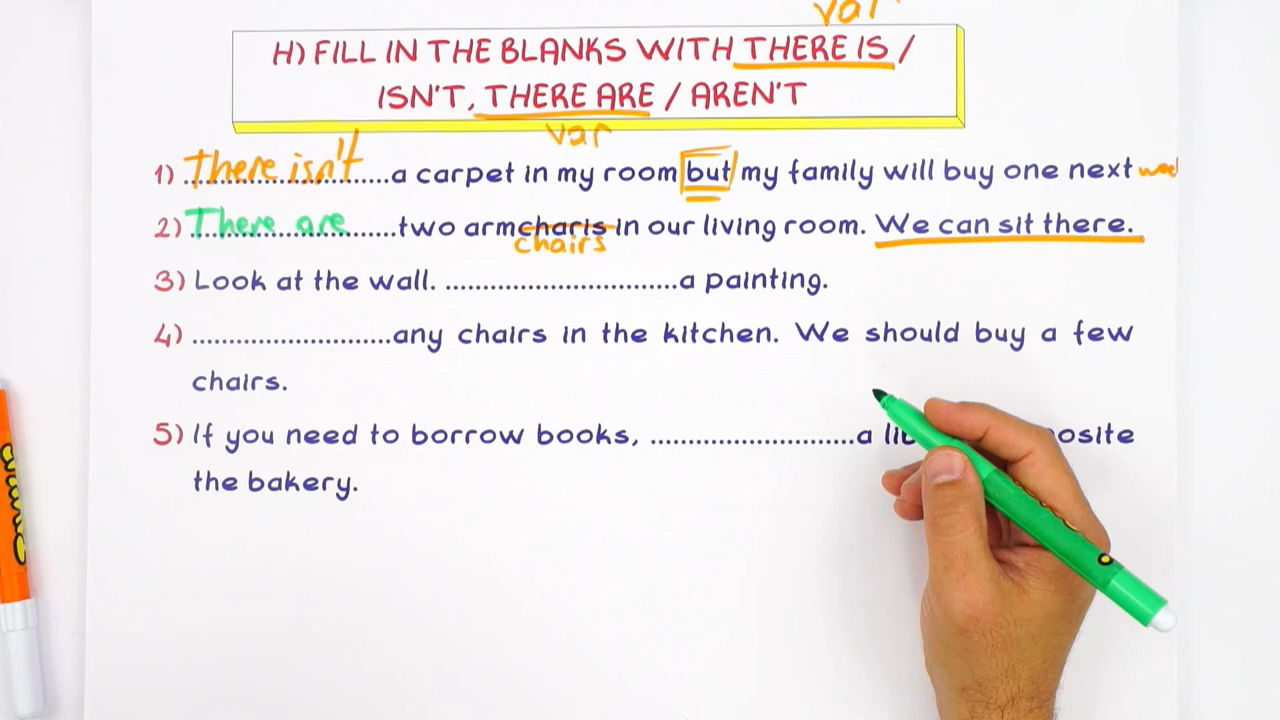 var
H) FILL IN THE BLANKS WITH THERE IS /
ISN'T, THERE ARE / AREN'T
var
1) There isn't a carpet in my room but my family will buy one next
2) There are two armcharis in our living room. We can sit there.
chairs
3) Look at the wall. ............................... a painting.
4) ........................... any chairs in the kitchen. We should buy a few
chairs.
5) If you need to borrow books, ........................... a
the bakery.